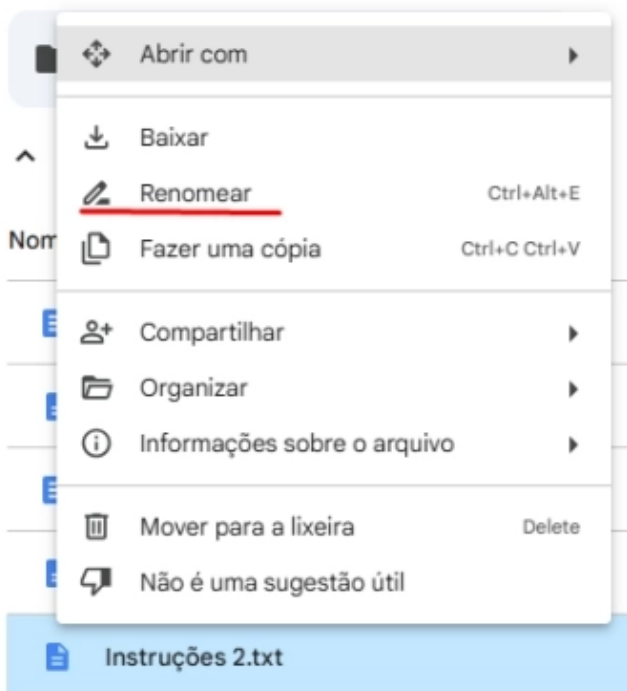 Abrir com
Baixar
Renomear Ctrl+Alt+E
Fazer uma cópia Ctrl+C Ctrl+V
Nom
Compartilhar
Organizar
Informações sobre o arquivo
Mover para a lixeira Delete
Não é uma sugestão útil
Instruções 2.txt